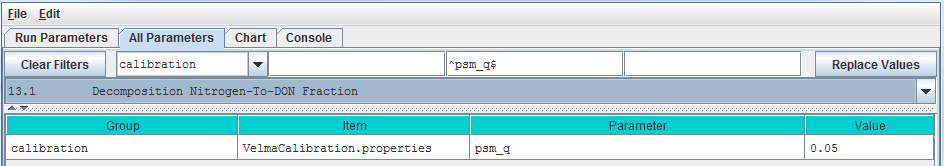 File Edit
Run Parameters All Parameters Chart Console
Clear Filters calibration ^psm_q$ Replace Values
13.1 Decomposition Nitrogen-To-DON Fraction
Group Item Parameter Value
calibration VelmaCalibration.properties psm_q 0.05